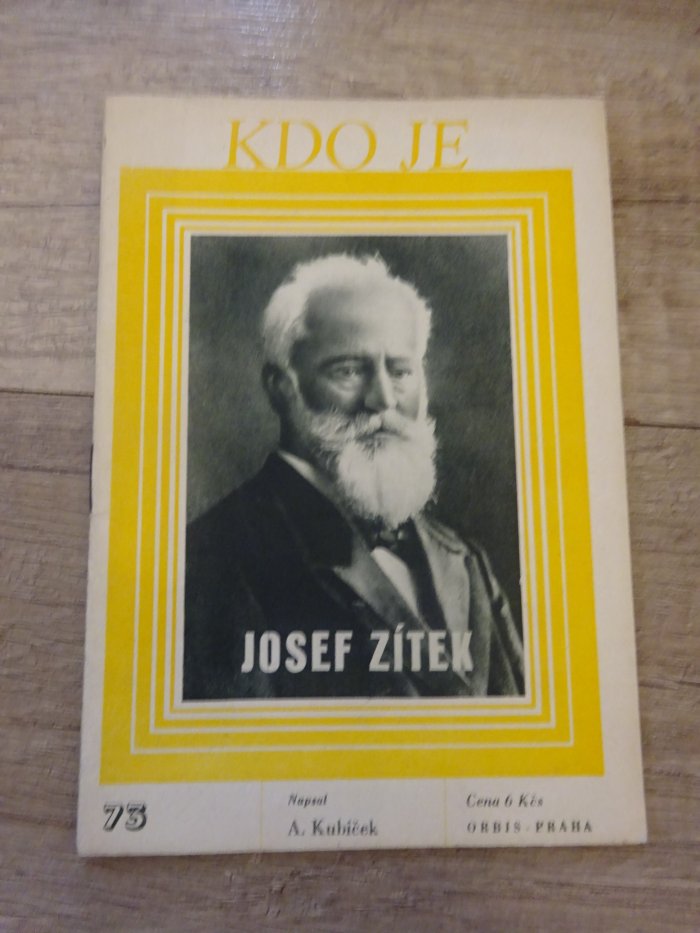 KDO JE
JOSEF ZÍTEK
73
Napsal
A. Kubíček
Cena 6 Kčs
ORBIS - PRAHA